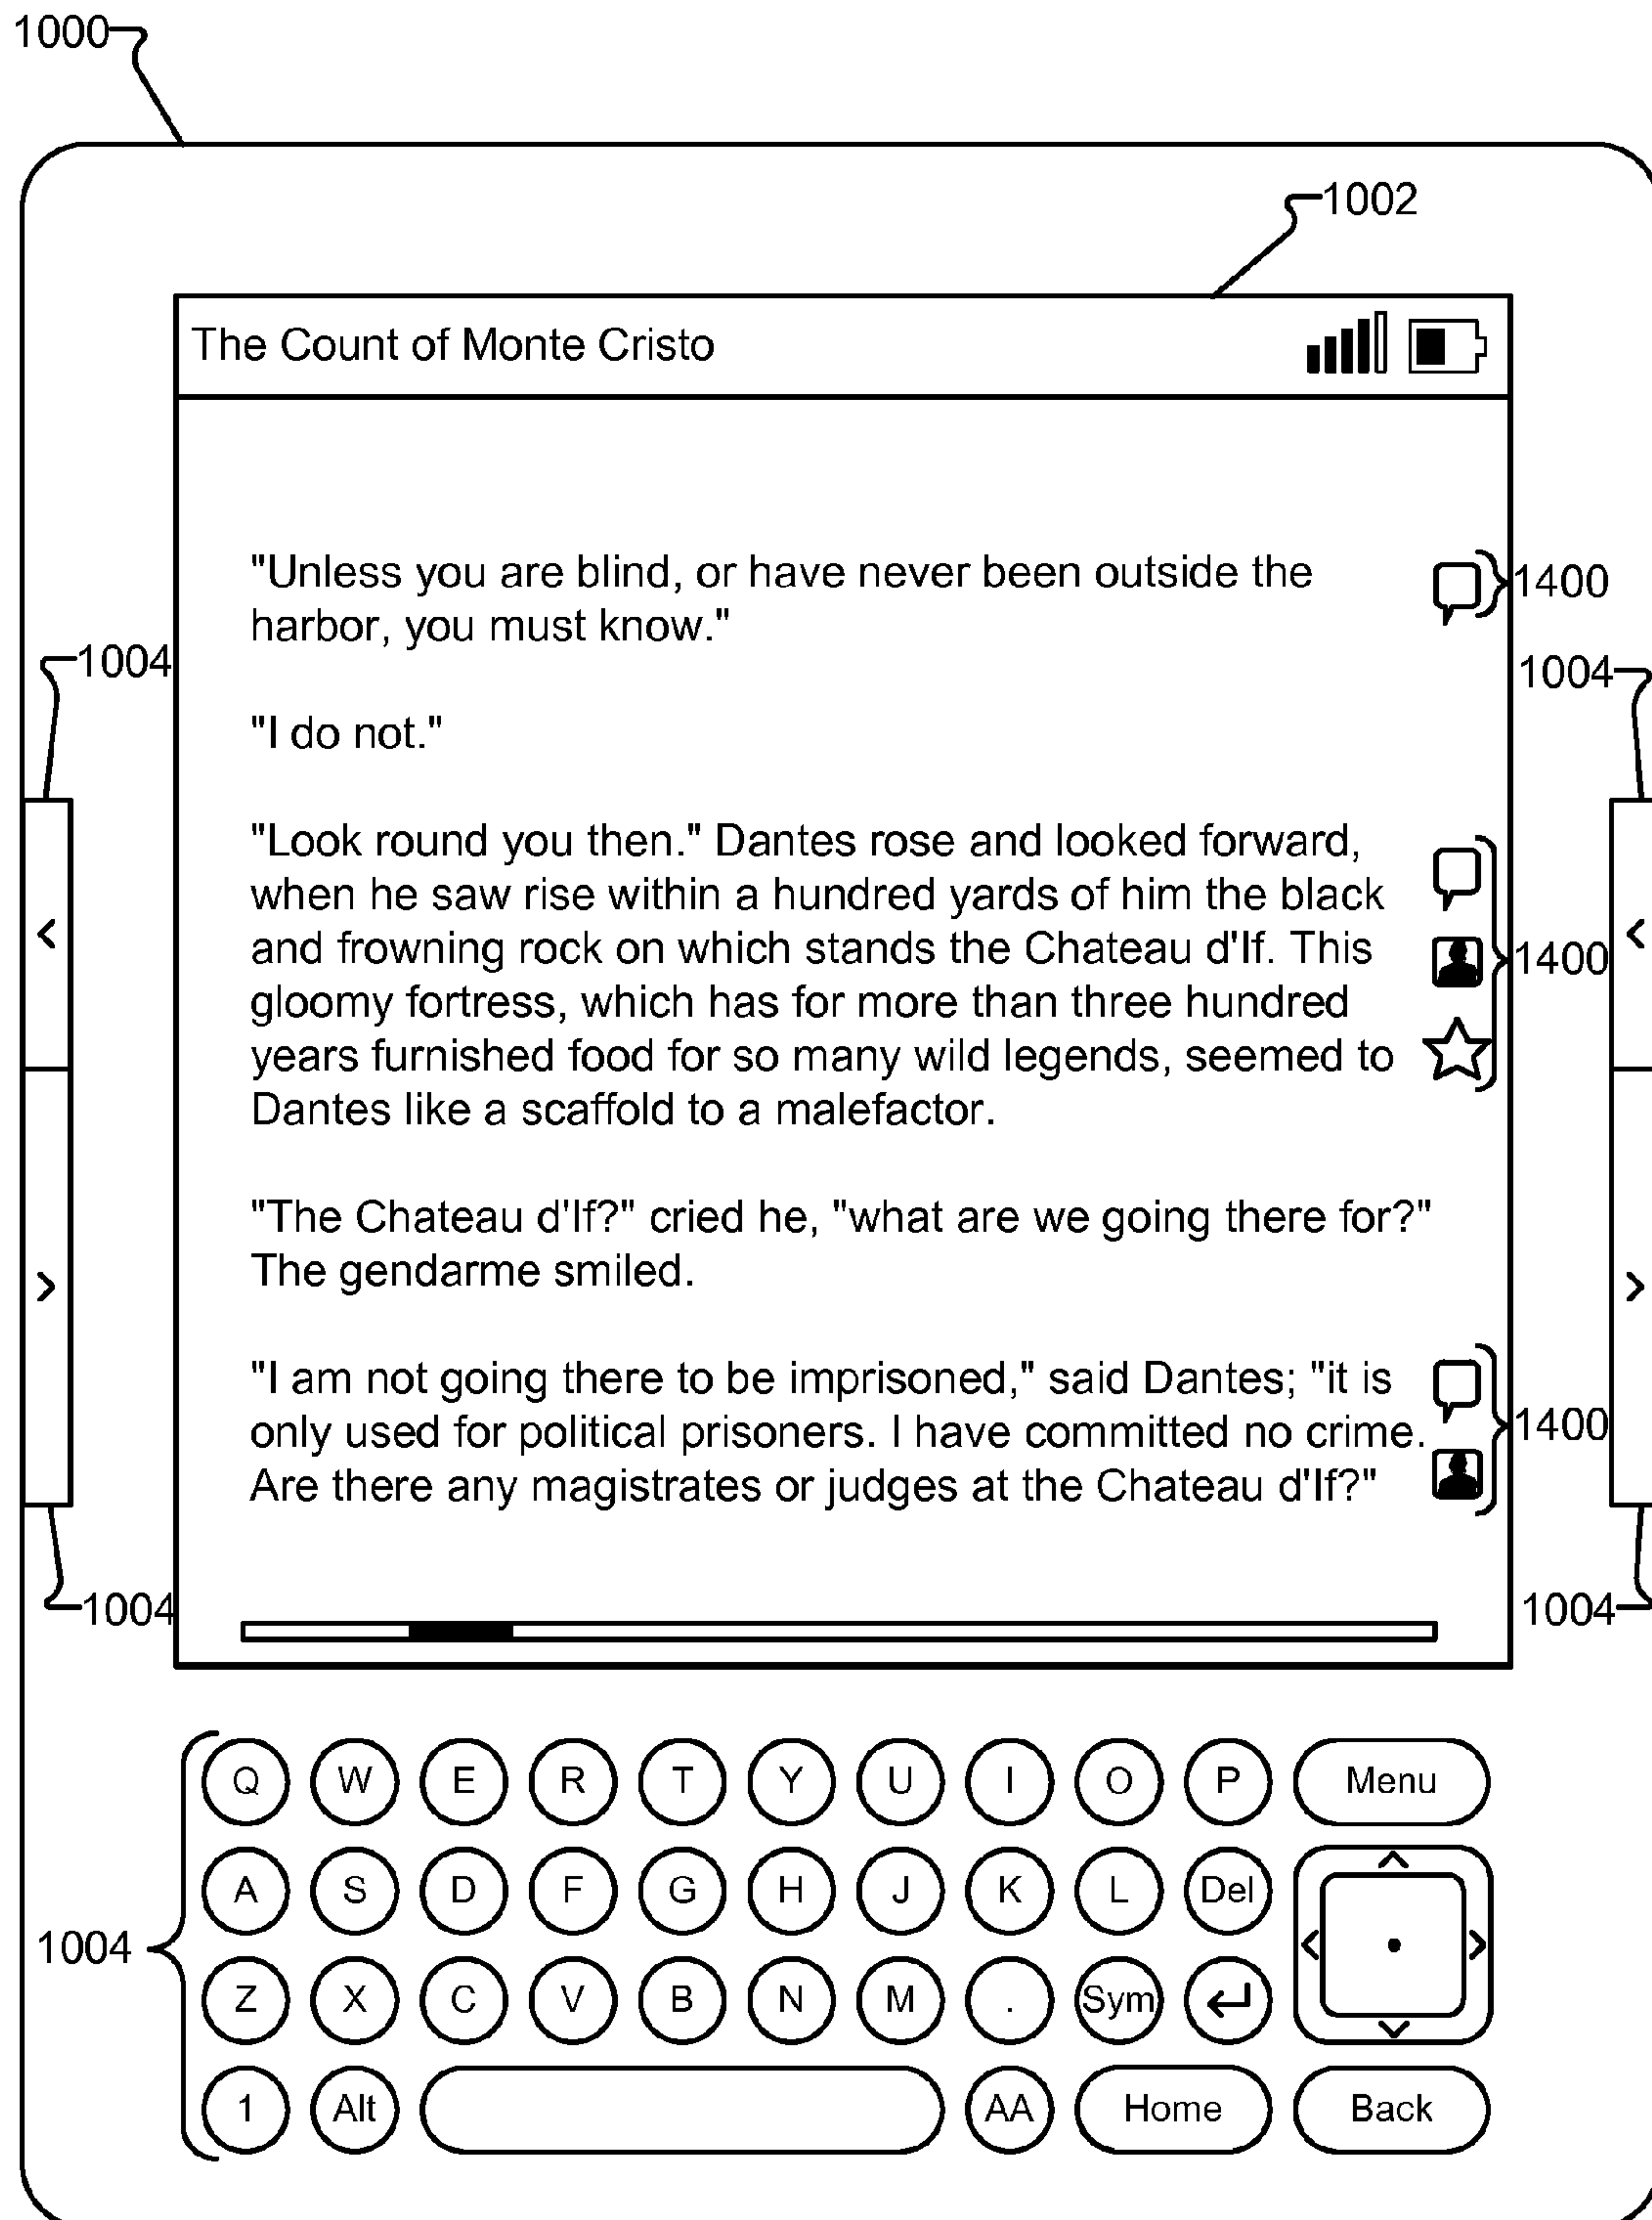 1000
1002
The Count of Monte Cristo
"Unless you are blind, or have never been outside the
harbor, you must know."
1400
1004
1004
"I do not."
"Look round you then." Dantes rose and looked forward,
when he saw rise within a hundred yards of him the black
and frowning rock on which stands the Chateau d'If. This
gloomy fortress, which has for more than three hundred
years furnished food for so many wild legends, seemed to
Dantes like a scaffold to a malefactor.
1400
< <
"The Chateau d'If?" cried he, "what are we going there for?"
The gendarme smiled.
> >
"I am not going there to be imprisoned," said Dantes; "it is
only used for political prisoners. I have committed no crime.
Are there any magistrates or judges at the Chateau d'If?"
1400
1004
1004
Q W E R T Y U I O P Menu
A S D F G H J K L Del
1004
Z X C V B N M . Sym
1 Alt AA Home Back